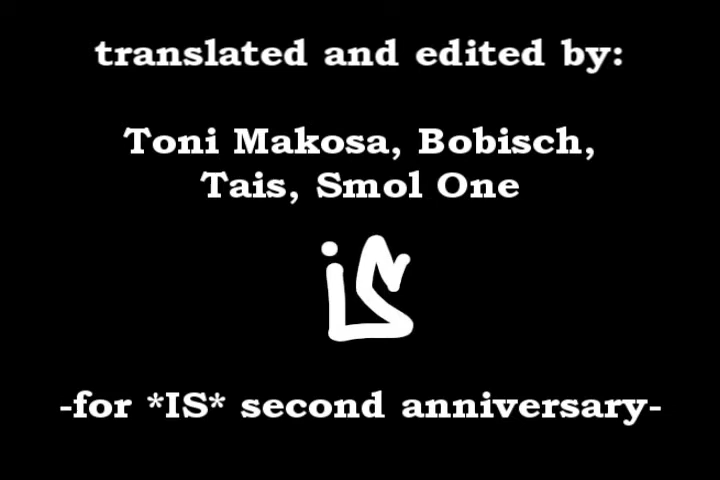 translated and edited by:
Toni Makosa, Bobisch,
Tais, Smol One
is
-for *IS* second anniversary-